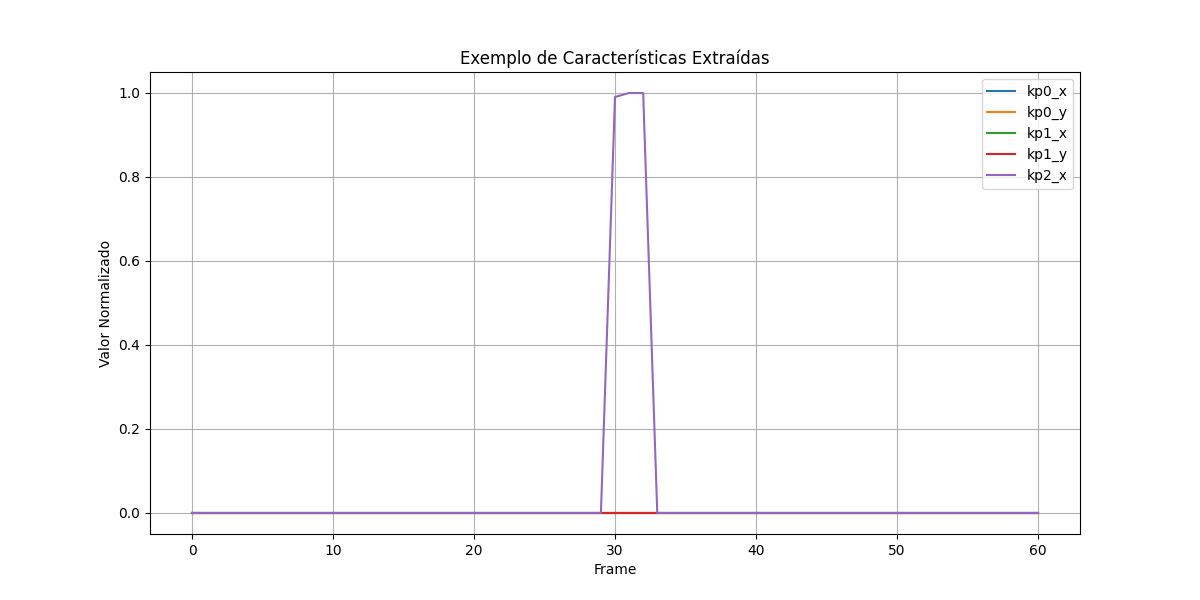 Exemplo de Características Extraídas
kp0_x
kp0_y
kp1_x
kp1_y
kp2_x
Valor Normalizado
1.0
0.8
0.6
0.4
0.2
0.0
0 10 20 30 40 50 60
Frame